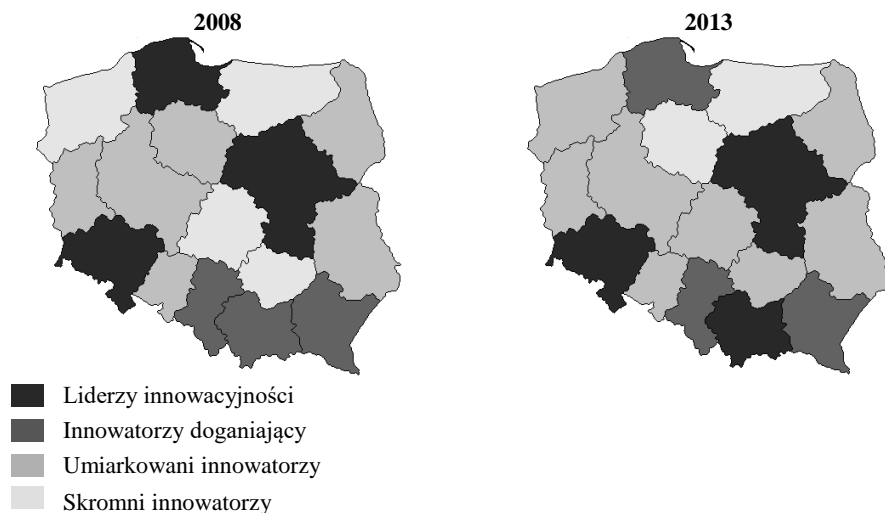 2008
2013
Liderzy innowacyjności
Innowatorzy doganiający
Umiarkowani innowatorzy
Skromni innowatorzy